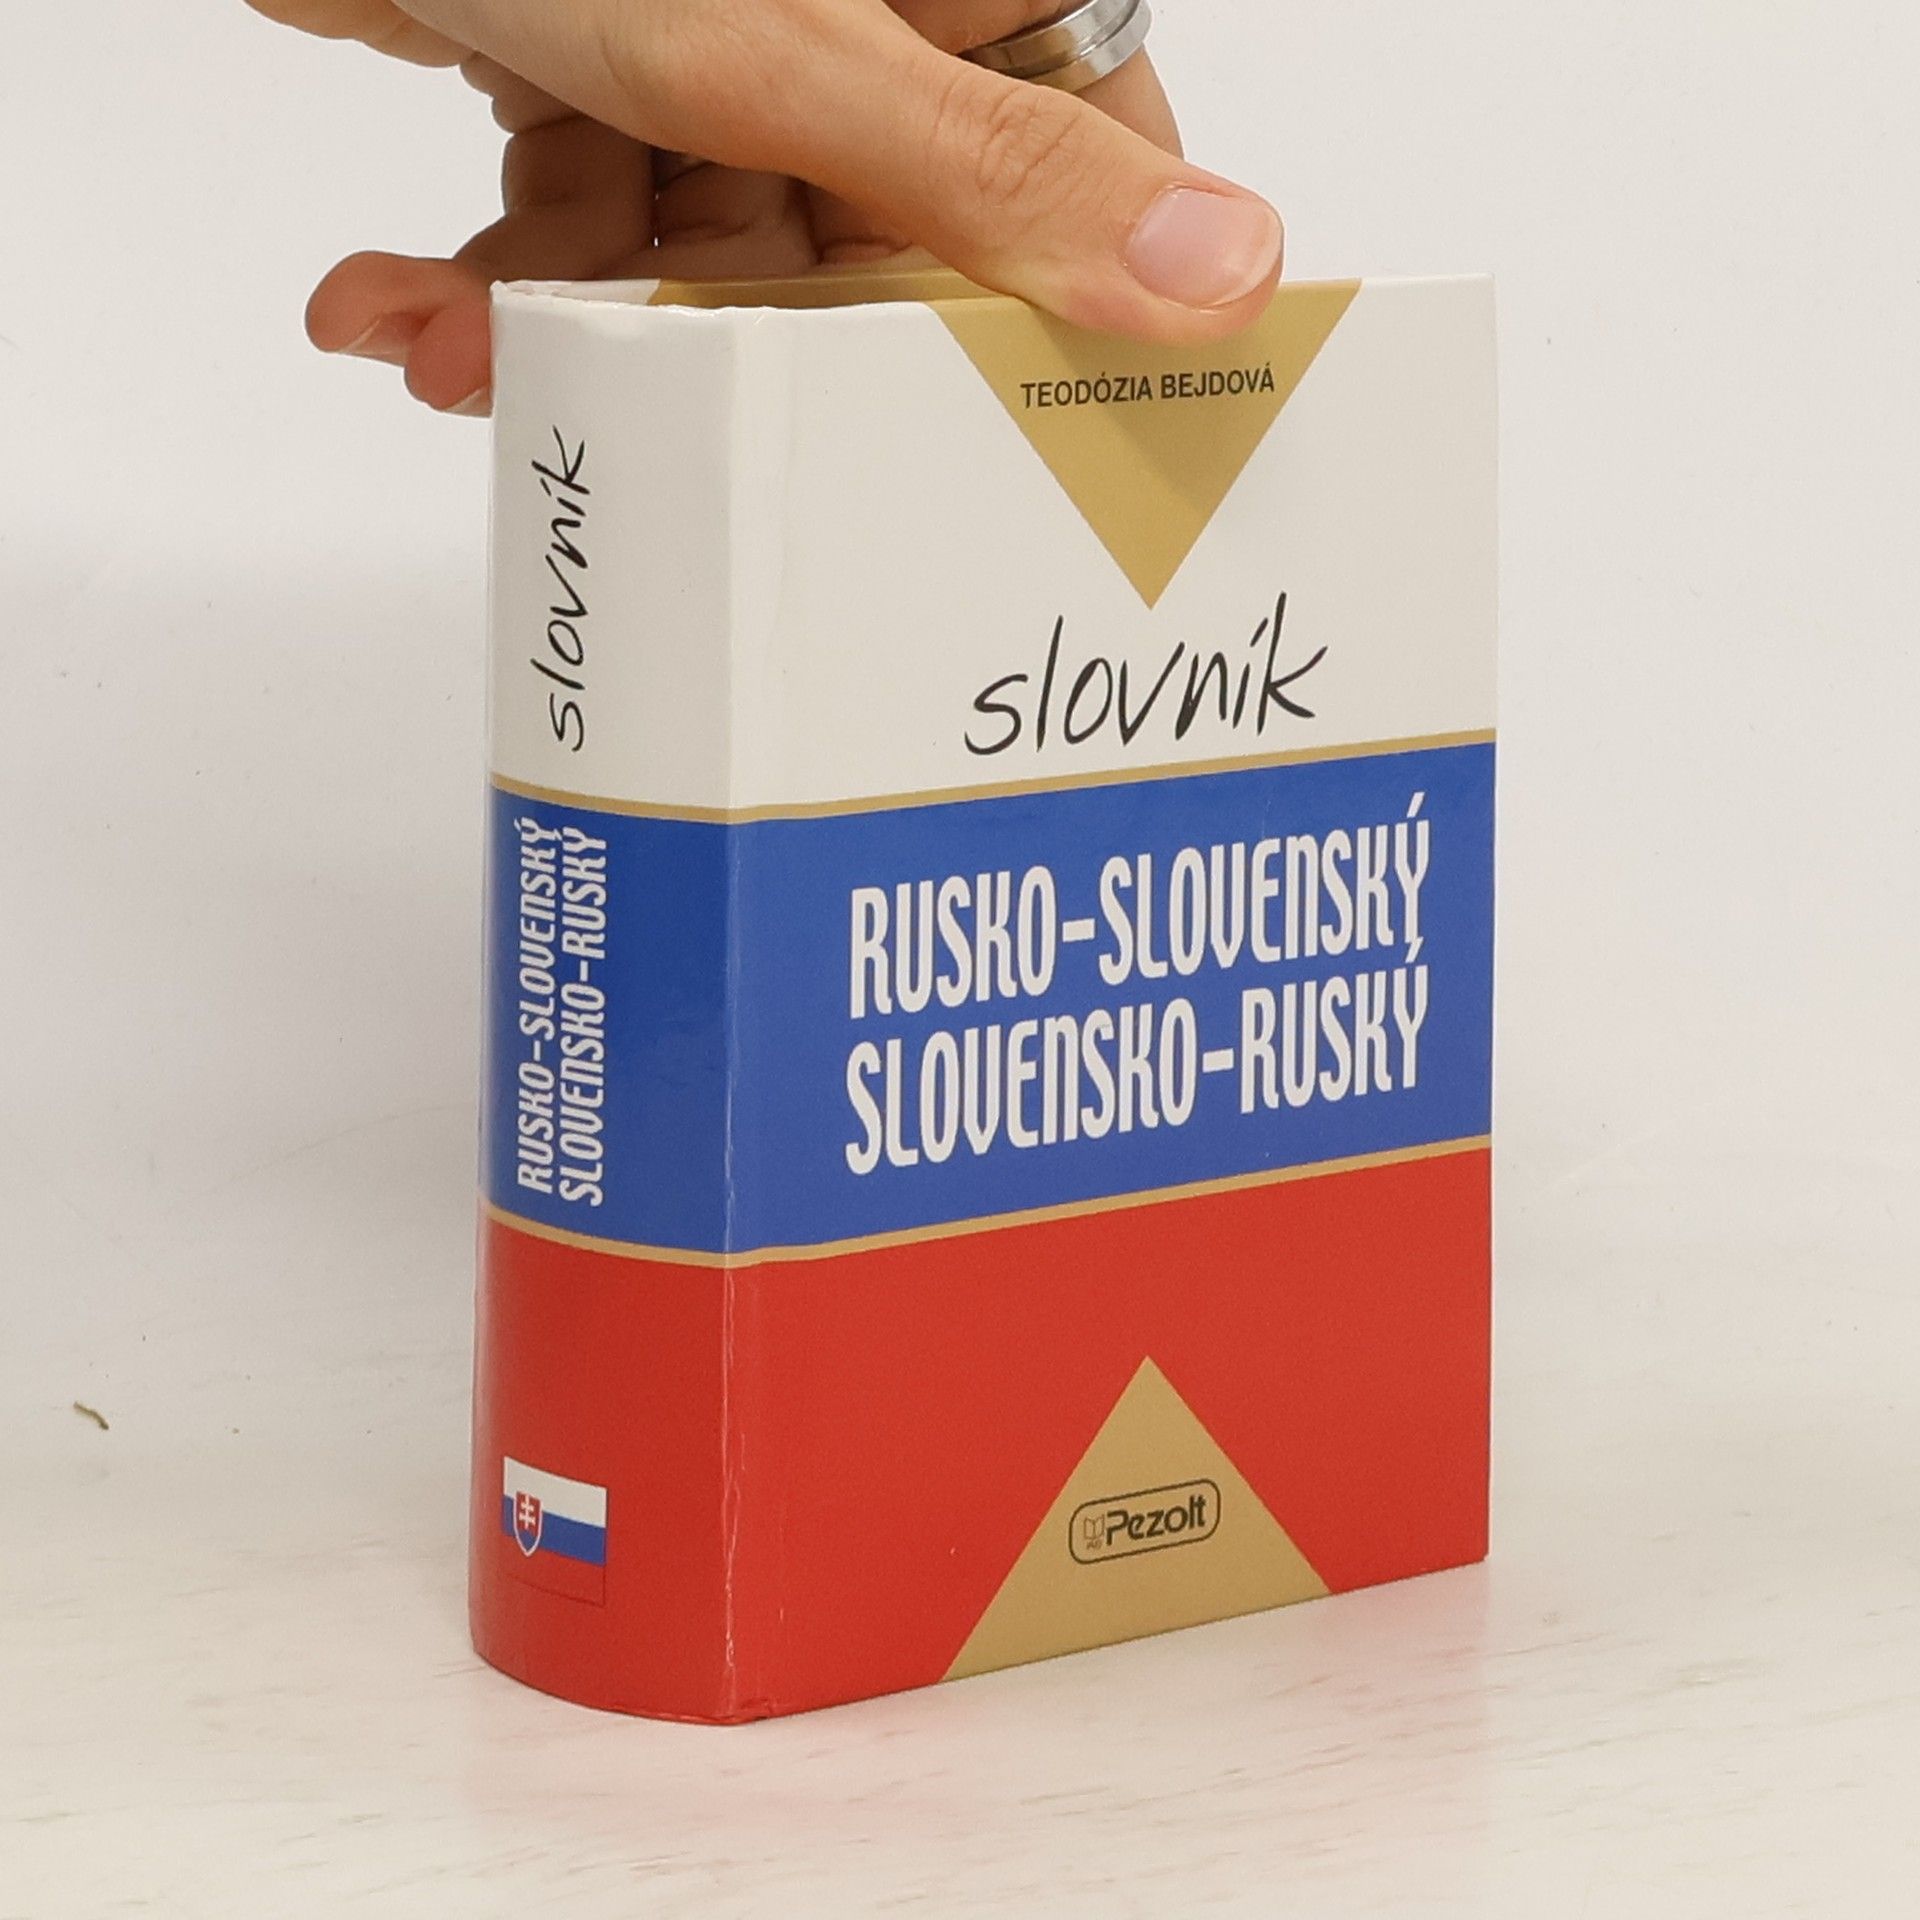 TEODÓZIA BEJDOVÁ
slovník
RUSKO-SLOVENSKÝ
SLOVENSKO-RUSKÝ
Pezolt
slovník
RUSKO-SLOVENSKÝ
SLOVENSKO-RUSKÝ